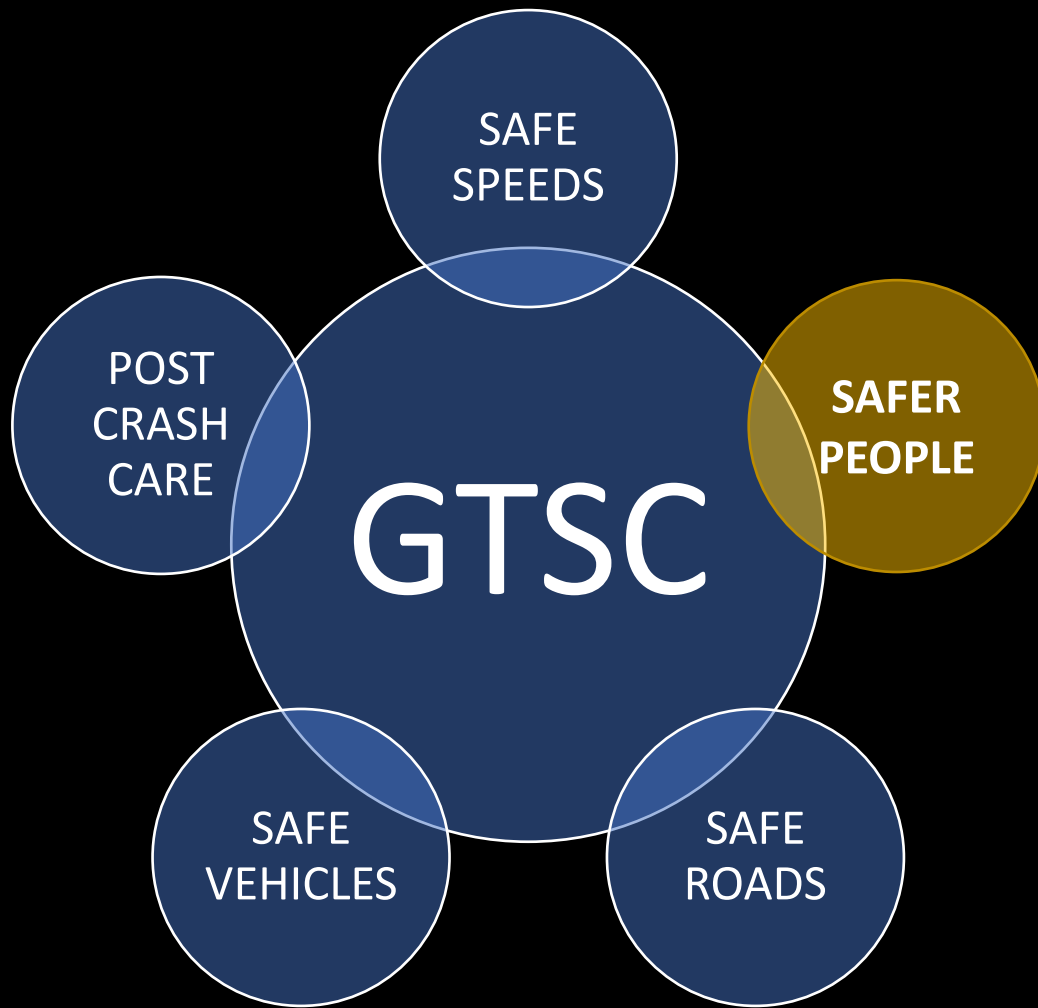 SAFE
SPEEDS
POST
CRASH
CARE
SAFER
PEOPLE
GTSC
SAFE
VEHICLES
SAFE
ROADS